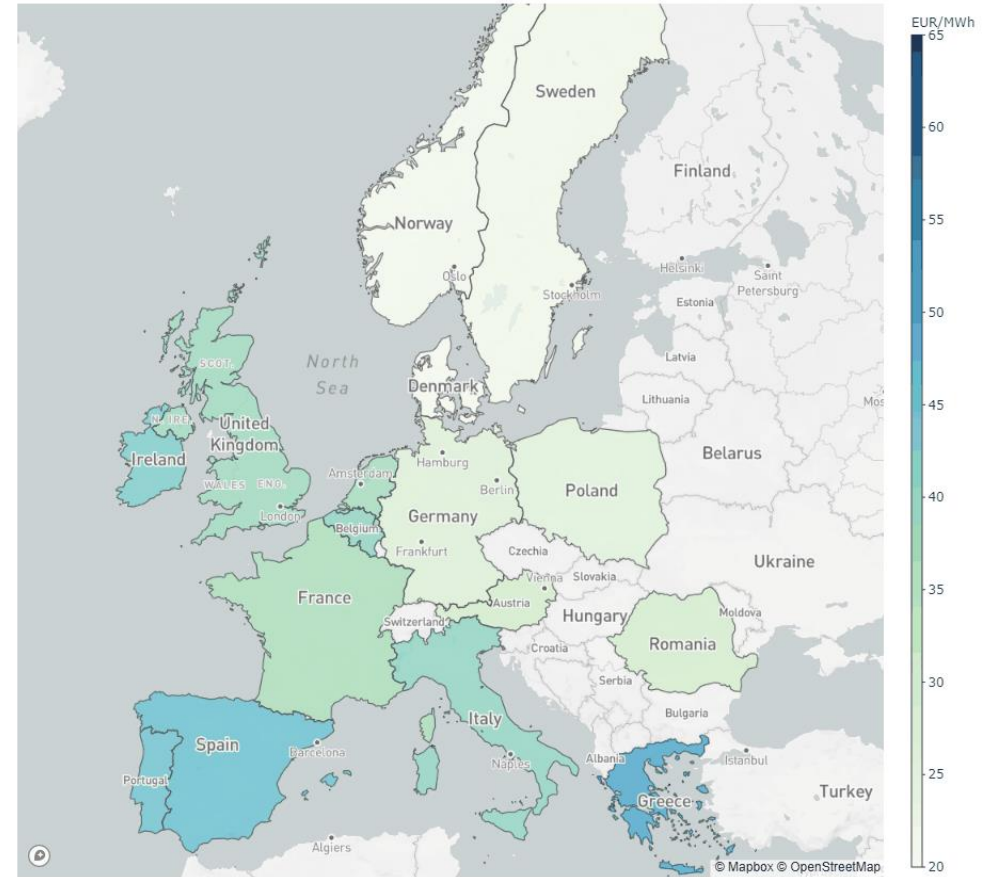 EUR/MWh
65
60
55
50
45
40
35
30
25
20
Sweden
Finland
Norway
Oslo
Helsinki
Saint
Petersburg
Stockholm
Estonia
North
Sea
SCOT.
Latvia
Denmark
Lithuania
Mos
N. IRE.
United
Kingdom
Ireland
Hamburg
Belarus
Amsterdam
WALES
ENG.
Berlin
Poland
London
Germany
Belgium
Frankfurt
Czechia
Ukraine
Vienna
Slovakia
France
Austria
Hungary
Moldova
Switzerland
Romania
Croatia
Serbia
Italy
Bulgaria
Spain
Barcelona
Naples
Albania
Istanbul
Portugal
Greece
Turkey
Algiers
© Mapbox © OpenStreetMap